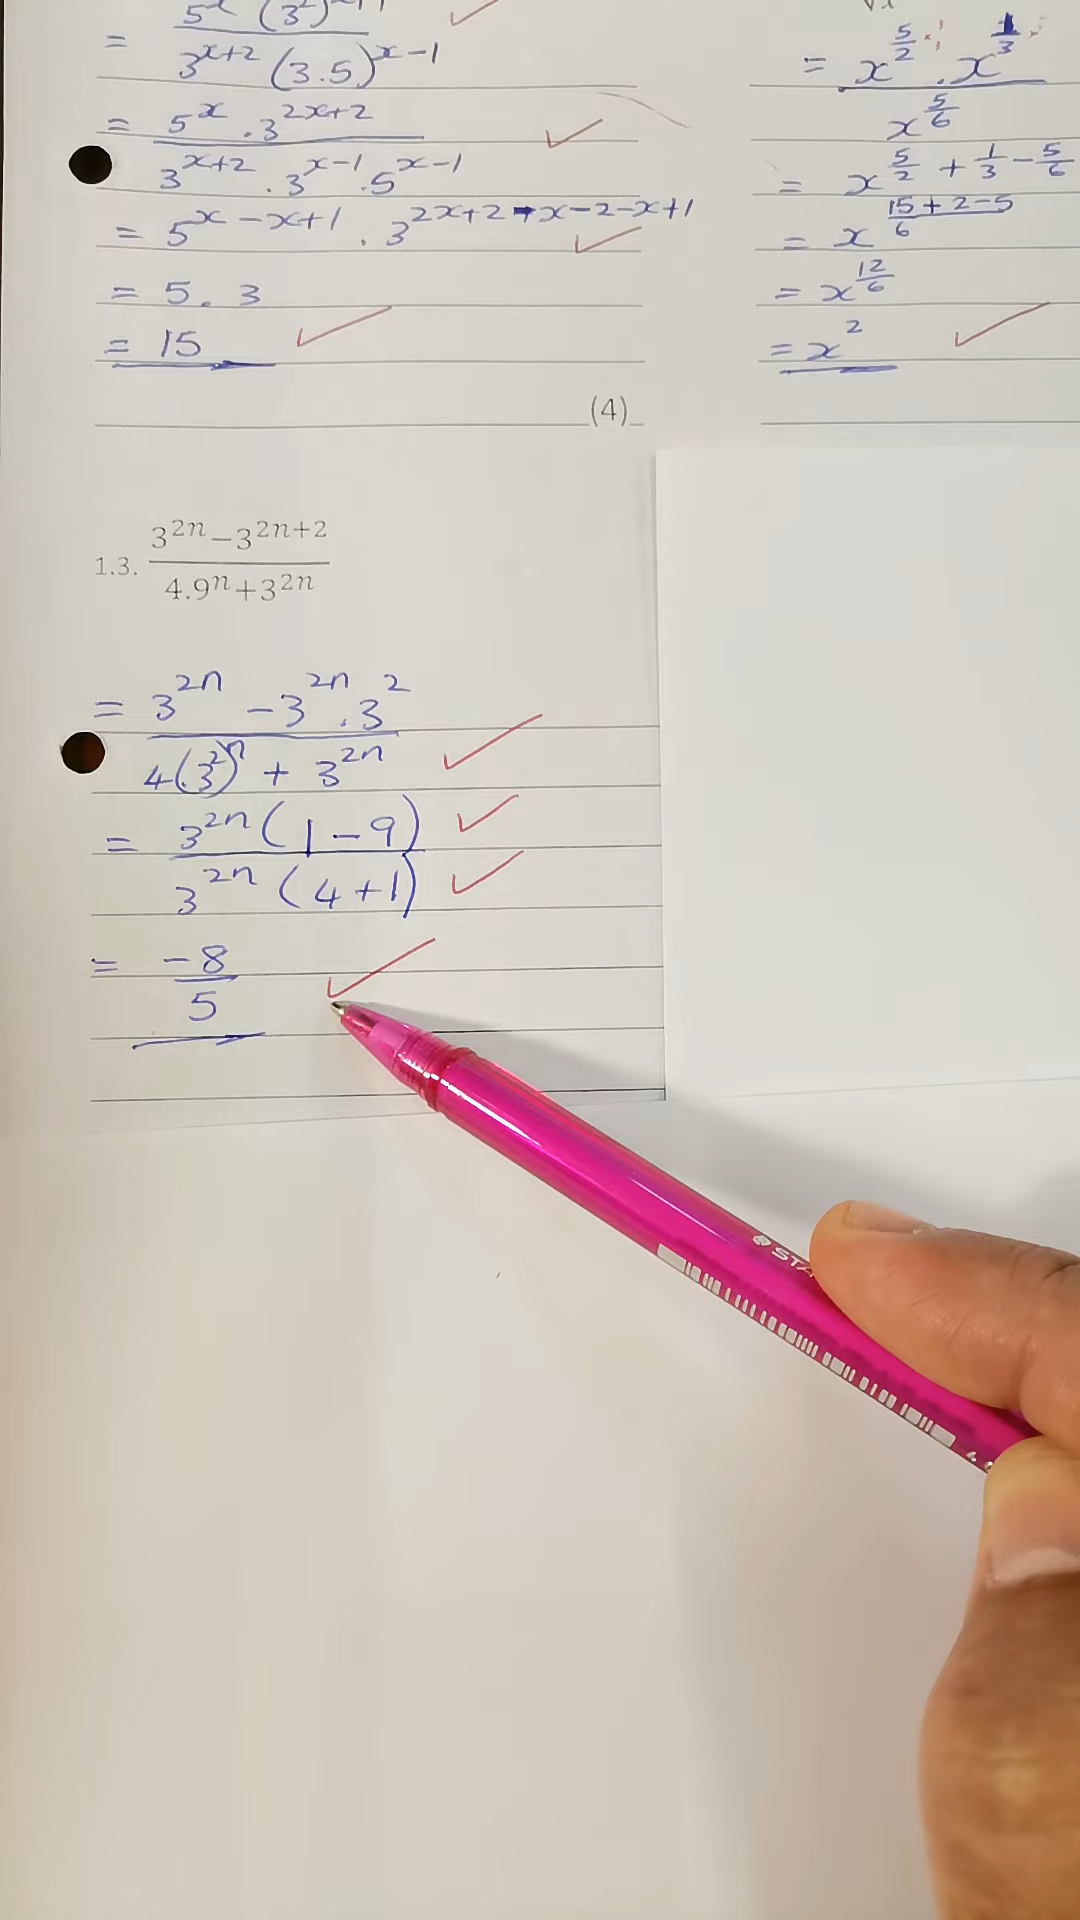 = 5^x (3^2)^x+1 / 3^x+2 (3.5)^x-1
= 5^x . 3^2x+2 / 3^x+2 . 3^x-1 . 5^x-1
= 5^x-x+1 . 3^2x+2-x-2-x+1
= 5 . 3
= 15
(4)
= x^5/2 . x^1/3 / x^5/6
= x^5/2 + 1/3 - 5/6
= x^15+2-5/6
= x^12/6
= x^2
1.3. 3^2n-3^2n+2 / 4.9^n+3^2n
= 3^2n - 3^2n . 3^2 / 4(.3^2)^n + 3^2n
= 3^2n (1-9) / 3^2n (4+1)
= -8/5
STA